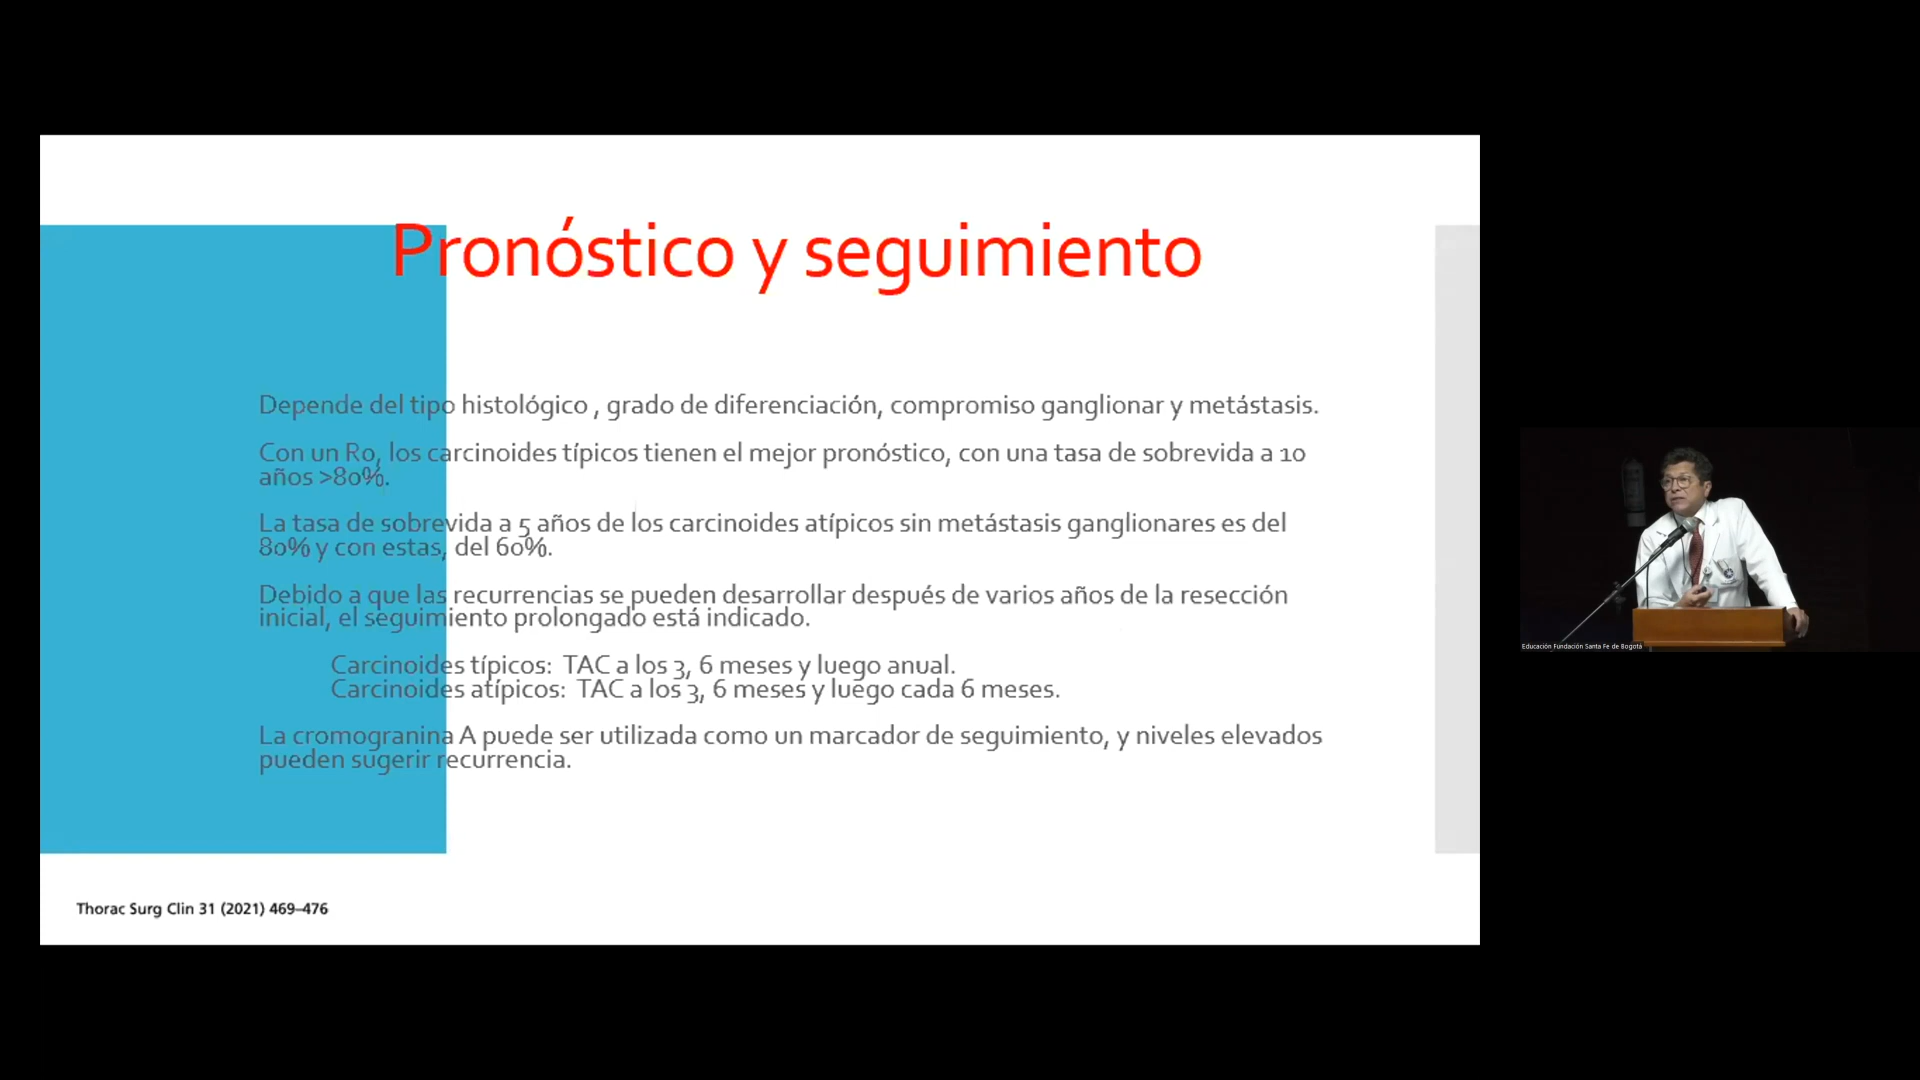 Pronóstico y seguimiento
Depende del tipo histológico , grado de diferenciación, compromiso ganglionar y metástasis.
Con un R0, los carcinoides típicos tienen el mejor pronóstico, con una tasa de sobrevida a 10
años >80%.
La tasa de sobrevida a 5 años de los carcinoides atípicos sin metástasis ganglionares es del
80% y con estas, del 60%.
Debido a que las recurrencias se pueden desarrollar después de varios años de la resección
inicial, el seguimiento prolongado está indicado.
Carcinoides típicos: TAC a los 3, 6 meses y luego anual.
Carcinoides atípicos: TAC a los 3, 6 meses y luego cada 6 meses.
La cromogranina A puede ser utilizada como un marcador de seguimiento, y niveles elevados
pueden sugerir recurrencia.
Thorac Surg Clin 31 (2021) 469–476
Educación Fundación Santa Fe de Bogotá